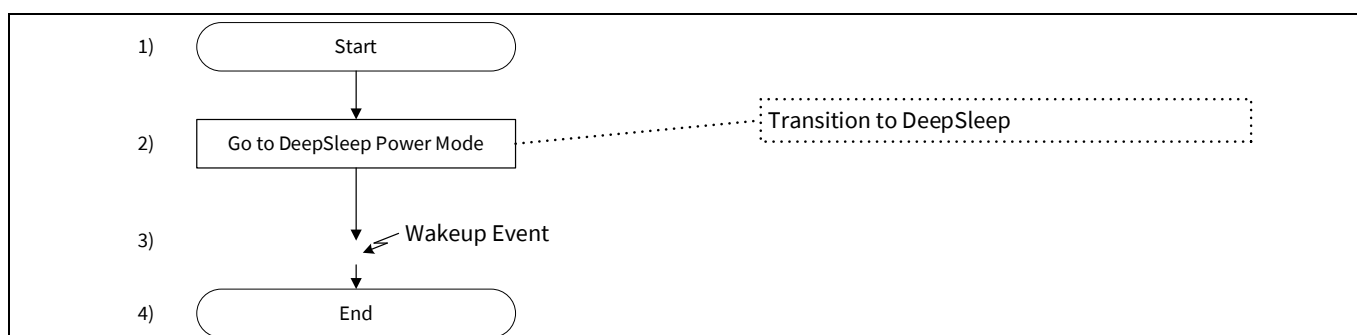 1) Start
2) Go to DeepSleep Power Mode Transition to DeepSleep
3) Wakeup Event
4) End